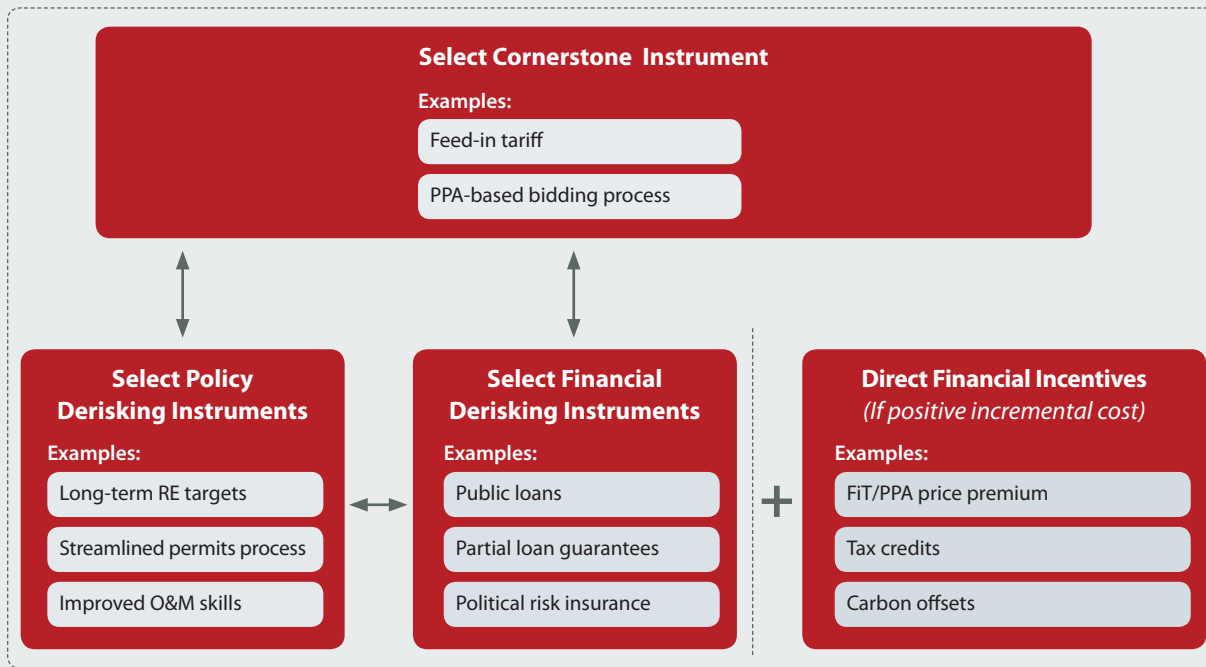 Select Cornerstone Instrument
Examples:
Feed-in tariff
PPA-based bidding process
Select Policy
Derisking Instruments
Examples:
Long-term RE targets
Streamlined permits process
Improved O&M skills
Select Financial
Derisking Instruments
Examples:
Public loans
Partial loan guarantees
Political risk insurance
+
Direct Financial Incentives
(If positive incremental cost)
Examples:
FiT/PPA price premium
Tax credits
Carbon offsets